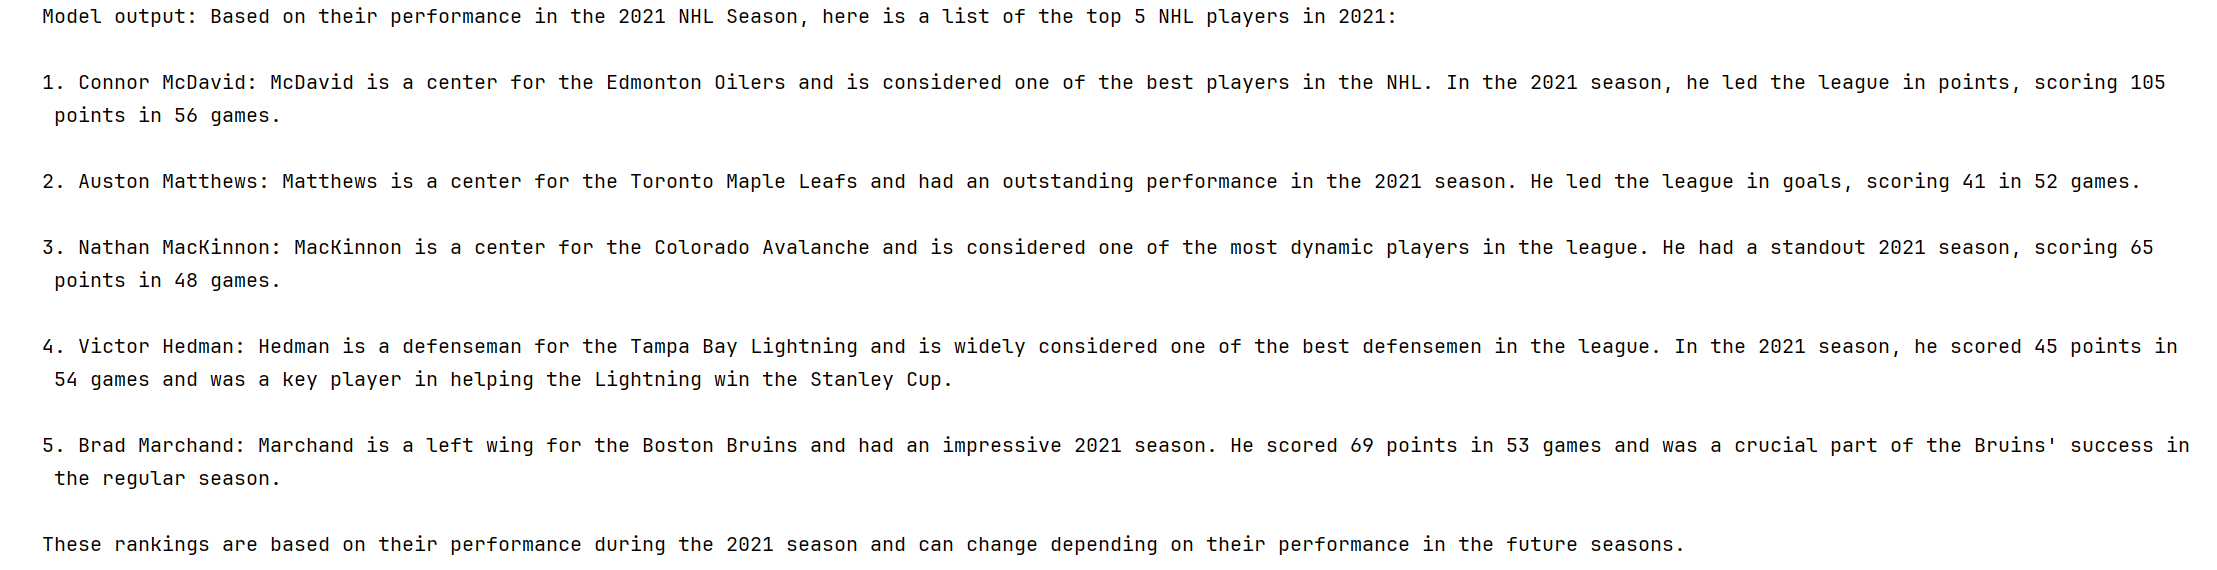 Model output: Based on their performance in the 2021 NHL Season, here is a list of the top 5 NHL players in 2021:
1. Connor McDavid: McDavid is a center for the Edmonton Oilers and is considered one of the best players in the NHL. In the 2021 season, he led the league in points, scoring 105
points in 56 games.
2. Auston Matthews: Matthews is a center for the Toronto Maple Leafs and had an outstanding performance in the 2021 season. He led the league in goals, scoring 41 in 52 games.
3. Nathan MacKinnon: MacKinnon is a center for the Colorado Avalanche and is considered one of the most dynamic players in the league. He had a standout 2021 season, scoring 65
points in 48 games.
4. Victor Hedman: Hedman is a defenseman for the Tampa Bay Lightning and is widely considered one of the best defensemen in the league. In the 2021 season, he scored 45 points in
54 games and was a key player in helping the Lightning win the Stanley Cup.
5. Brad Marchand: Marchand is a left wing for the Boston Bruins and had an impressive 2021 season. He scored 69 points in 53 games and was a crucial part of the Bruins' success in
the regular season.
These rankings are based on their performance during the 2021 season and can change depending on their performance in the future seasons.